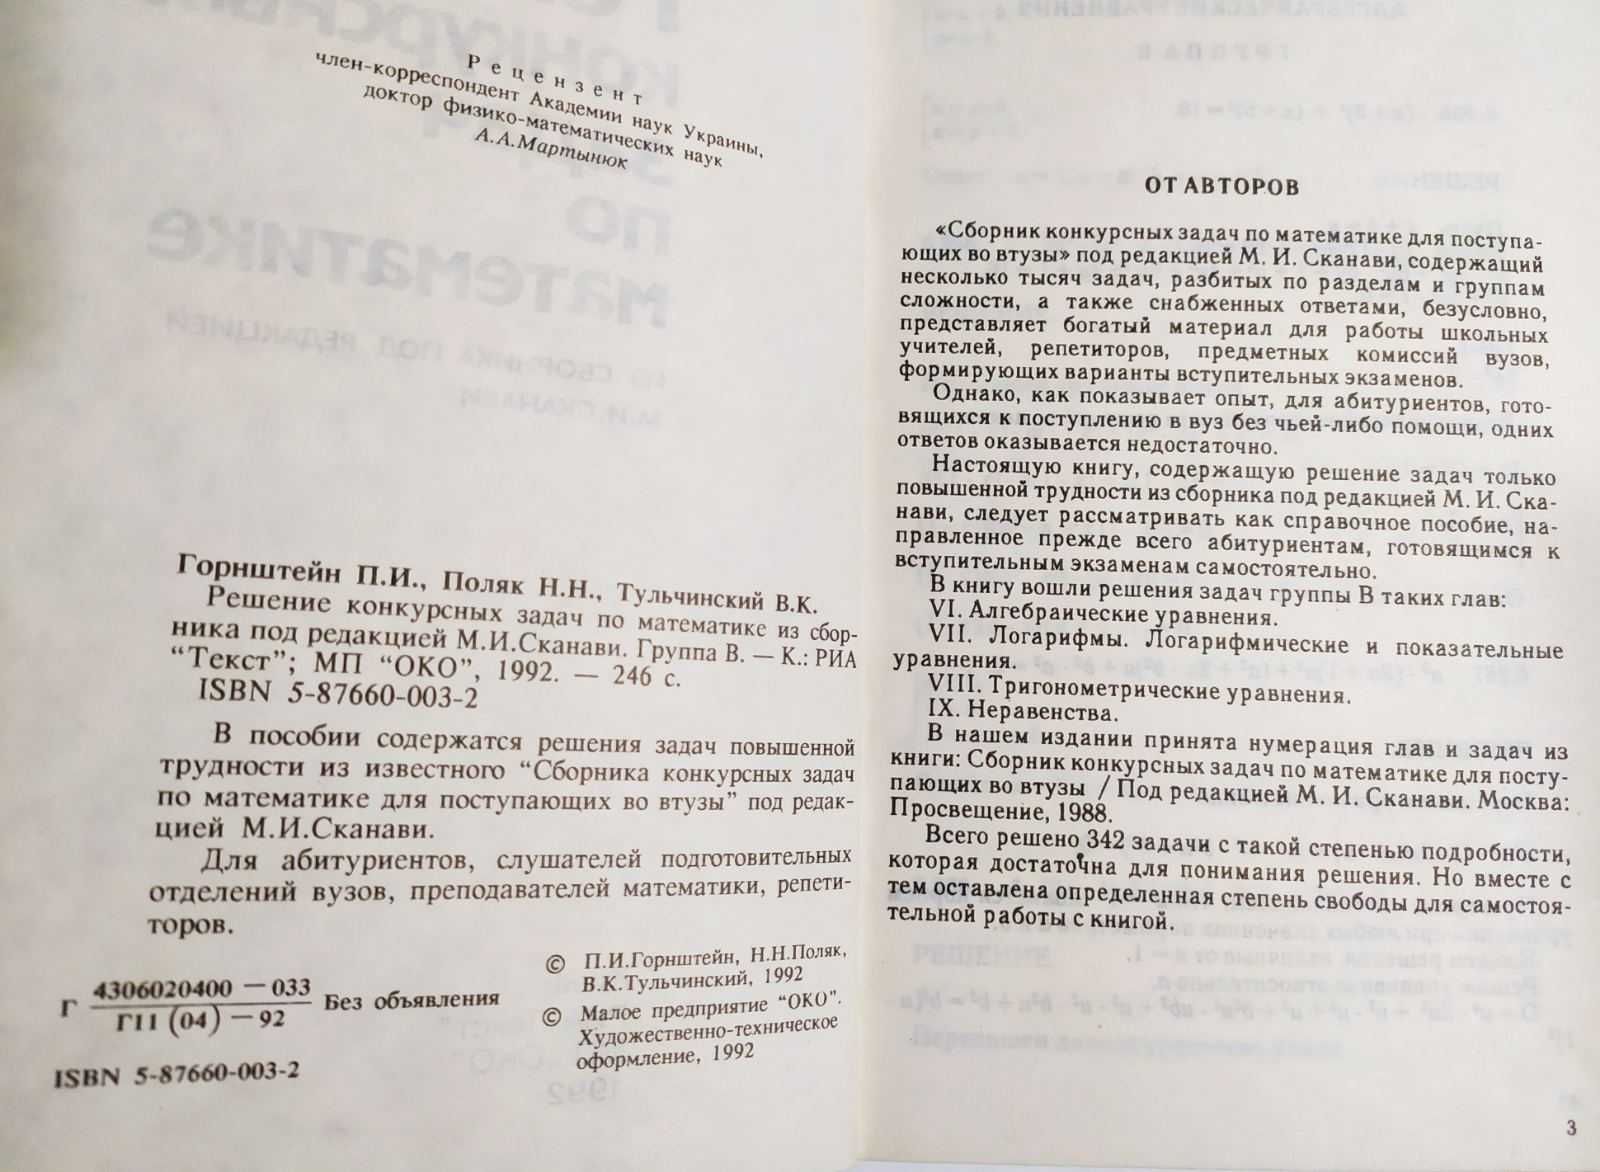 Рецензент
член-корреспондент Академии наук Украины,
доктор физико-математических наук
А.А.Мартынюк
Горнштейн П.И., Поляк Н.Н., Тульчинский В.К.
Решение конкурсных задач по математике из сбор-
ника под редакцией М.И.Сканави. Группа В. — К.: РИА
“Текст”; МП “ОКО”, 1992. — 246 с.
ISBN 5-87660-003-2
В пособии содержатся решения задач повышенной
трудности из известного “Сборника конкурсных задач
по математике для поступающих во втузы” под редак-
цией М.И.Сканави.
Для абитуриентов, слушателей подготовительных
отделений вузов, преподавателей математики, репети-
торов.
Г 4306020400 — 033
Г11 (04) — 92 Без объявления
ISBN 5-87660-003-2
© П.И.Горнштейн, Н.Н.Поляк,
В.К.Тульчинский, 1992
© Малое предприятие “ОКО”.
Художественно-техническое
оформление, 1992
ОТ АВТОРОВ
«Сборник конкурсных задач по математике для поступа-
ющих во втузы» под редакцией М. И. Сканави, содержащий
несколько тысяч задач, разбитых по разделам и группам
сложности, а также снабженных ответами, безусловно,
представляет богатый материал для работы школьных
учителей, репетиторов, предметных комиссий вузов,
формирующих варианты вступительных экзаменов.
Однако, как показывает опыт, для абитуриентов, гото-
вящихся к поступлению в вуз без чьей-либо помощи, одних
ответов оказывается недостаточно.
Настоящую книгу, содержащую решение задач только
повышенной трудности из сборника под редакцией М. И. Ска-
нави, следует рассматривать как справочное пособие, на-
правленное прежде всего абитуриентам, готовящимся к
вступительным экзаменам самостоятельно.
В книгу вошли решения задач группы В таких глав:
VI. Алгебраические уравнения.
VII. Логарифмы. Логарифмические и показательные
уравнения.
VIII. Тригонометрические уравнения.
IX. Неравенства.
В нашем издании принята нумерация глав и задач из
книги: Сборник конкурсных задач по математике для посту-
пающих во втузы / Под редакцией М. И. Сканави. Москва:
Просвещение, 1988.
Всего решено 342 задачи с такой степенью подробности,
которая достаточна для понимания решения. Но вместе с
тем оставлена определенная степень свободы для самостоя-
тельной работы с книгой.
3